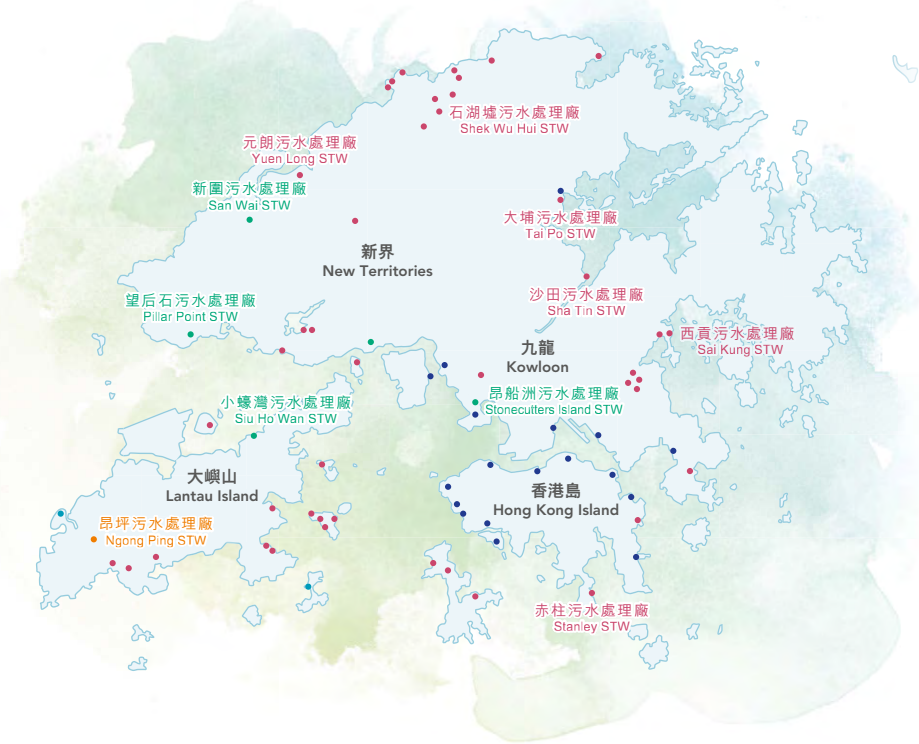 石湖墟污水處理廠
Shek Wu Hui STW
元朗污水處理廠
Yuen Long STW
新圍污水處理廠
San Wai STW
大埔污水處理廠
Tai Po STW
新界
New Territories
沙田污水處理廠
Sha Tin STW
望后石污水處理廠
Pillar Point STW
西貢污水處理廠
Sai Kung STW
九龍
Kowloon
昂船洲污水處理廠
Stonecutters Island STW
小蠔灣污水處理廠
Siu Ho Wan STW
大嶼山
Lantau Island
香港島
Hong Kong Island
昂坪污水處理廠
Ngong Ping STW
赤柱污水處理廠
Stanley STW